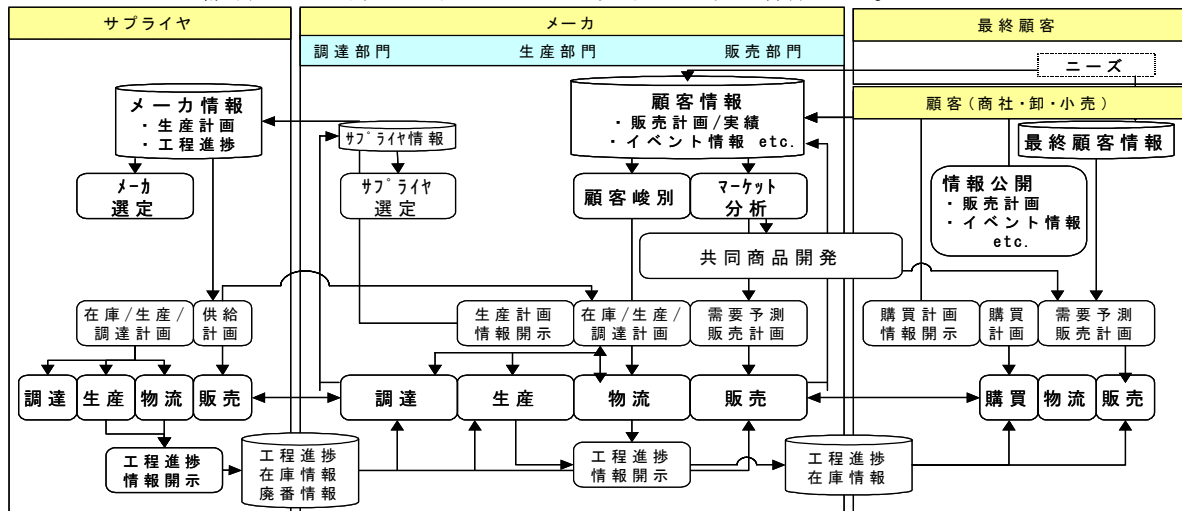 サプライヤ
メーカ
最終顧客
調達部門
生産部門
販売部門
ニーズ
メーカ情報
・生産計画
・工程進捗
サプライヤ情報
顧客情報
・販売計画/実績
・イベント情報 etc.
顧客(商社・卸・小売)
最終顧客情報
メーカ
選定
サプライヤ
選定
顧客峻別
マーケット
分析
情報公開
・販売計画
・イベント情報
etc.
共同商品開発
在庫/生産/
調達計画
供給
計画
生産計画
情報開示
在庫/生産/
調達計画
需要予測
販売計画
購買計画
情報開示
購買
計画
需要予測
販売計画
調達
生産
物流
販売
調達
生産
物流
販売
購買
物流
販売
工程進捗
情報開示
工程進捗
在庫情報
廃番情報
工程進捗
情報開示
工程進捗
在庫情報